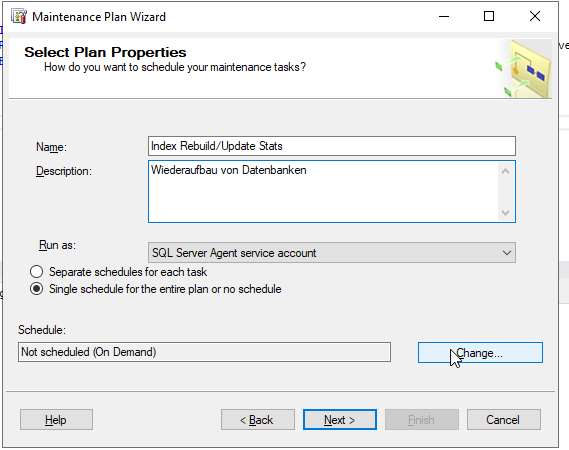 Maintenance Plan Wizard
Select Plan Properties
How do you want to schedule your maintenance tasks?
Name:
Index Rebuild/Update Stats
Description:
Wiederaufbau von Datenbanken
Run as:
SQL Server Agent service account
Separate schedules for each task
Single schedule for the entire plan or no schedule
Schedule:
Not scheduled (On Demand)
Change...
Help
< Back
Next >
Finish
Cancel